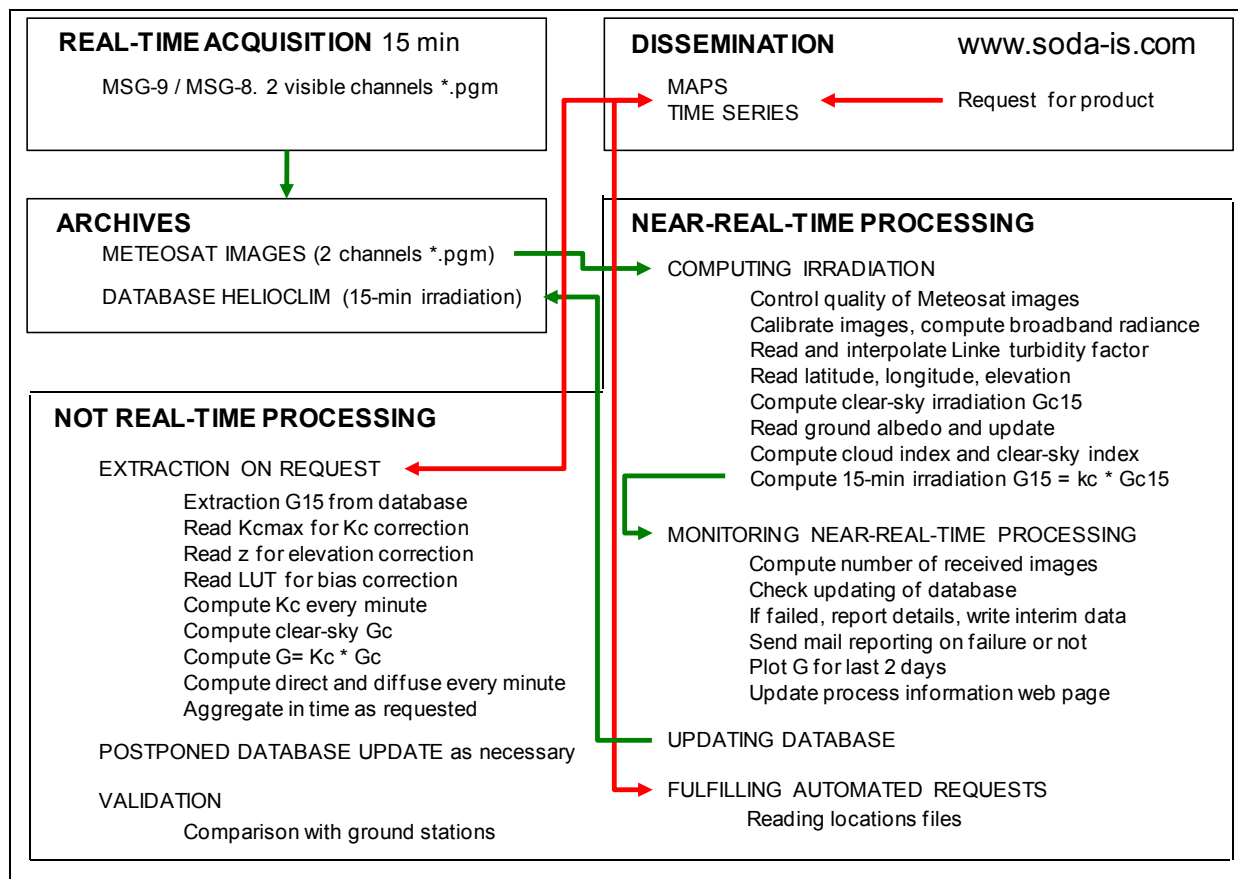 REAL-TIME ACQUISITION 15 min
MSG-9 / MSG-8. 2 visible channels *.pgm
DISSEMINATION www.soda-is.com
MAPS
TIME SERIES
Request for product
ARCHIVES
METEOSAT IMAGES (2 channels *.pgm)
DATABASE HELIOCLIM (15-min irradiation)
NEAR-REAL-TIME PROCESSING
COMPUTING IRRADIATION
Control quality of Meteosat images
Calibrate images, compute broadband radiance
Read and interpolate Linke turbidity factor
Read latitude, longitude, elevation
Compute clear-sky irradiation Gc15
Read ground albedo and update
Compute cloud index and clear-sky index
Compute 15-min irradiation G15 = kc * Gc15
MONITORING NEAR-REAL-TIME PROCESSING
Compute number of received images
Check updating of database
If failed, report details, write interim data
Send mail reporting on failure or not
Plot G for last 2 days
Update process information web page
UPDATING DATABASE
FULFILLING AUTOMATED REQUESTS
Reading locations files
NOT REAL-TIME PROCESSING
EXTRACTION ON REQUEST
Extraction G15 from database
Read Kcmax for Kc correction
Read z for elevation correction
Read LUT for bias correction
Compute Kc every minute
Compute clear-sky Gc
Compute G= Kc * Gc
Compute direct and diffuse every minute
Aggregate in time as requested
POSTPONED DATABASE UPDATE as necessary
VALIDATION
Comparison with ground stations